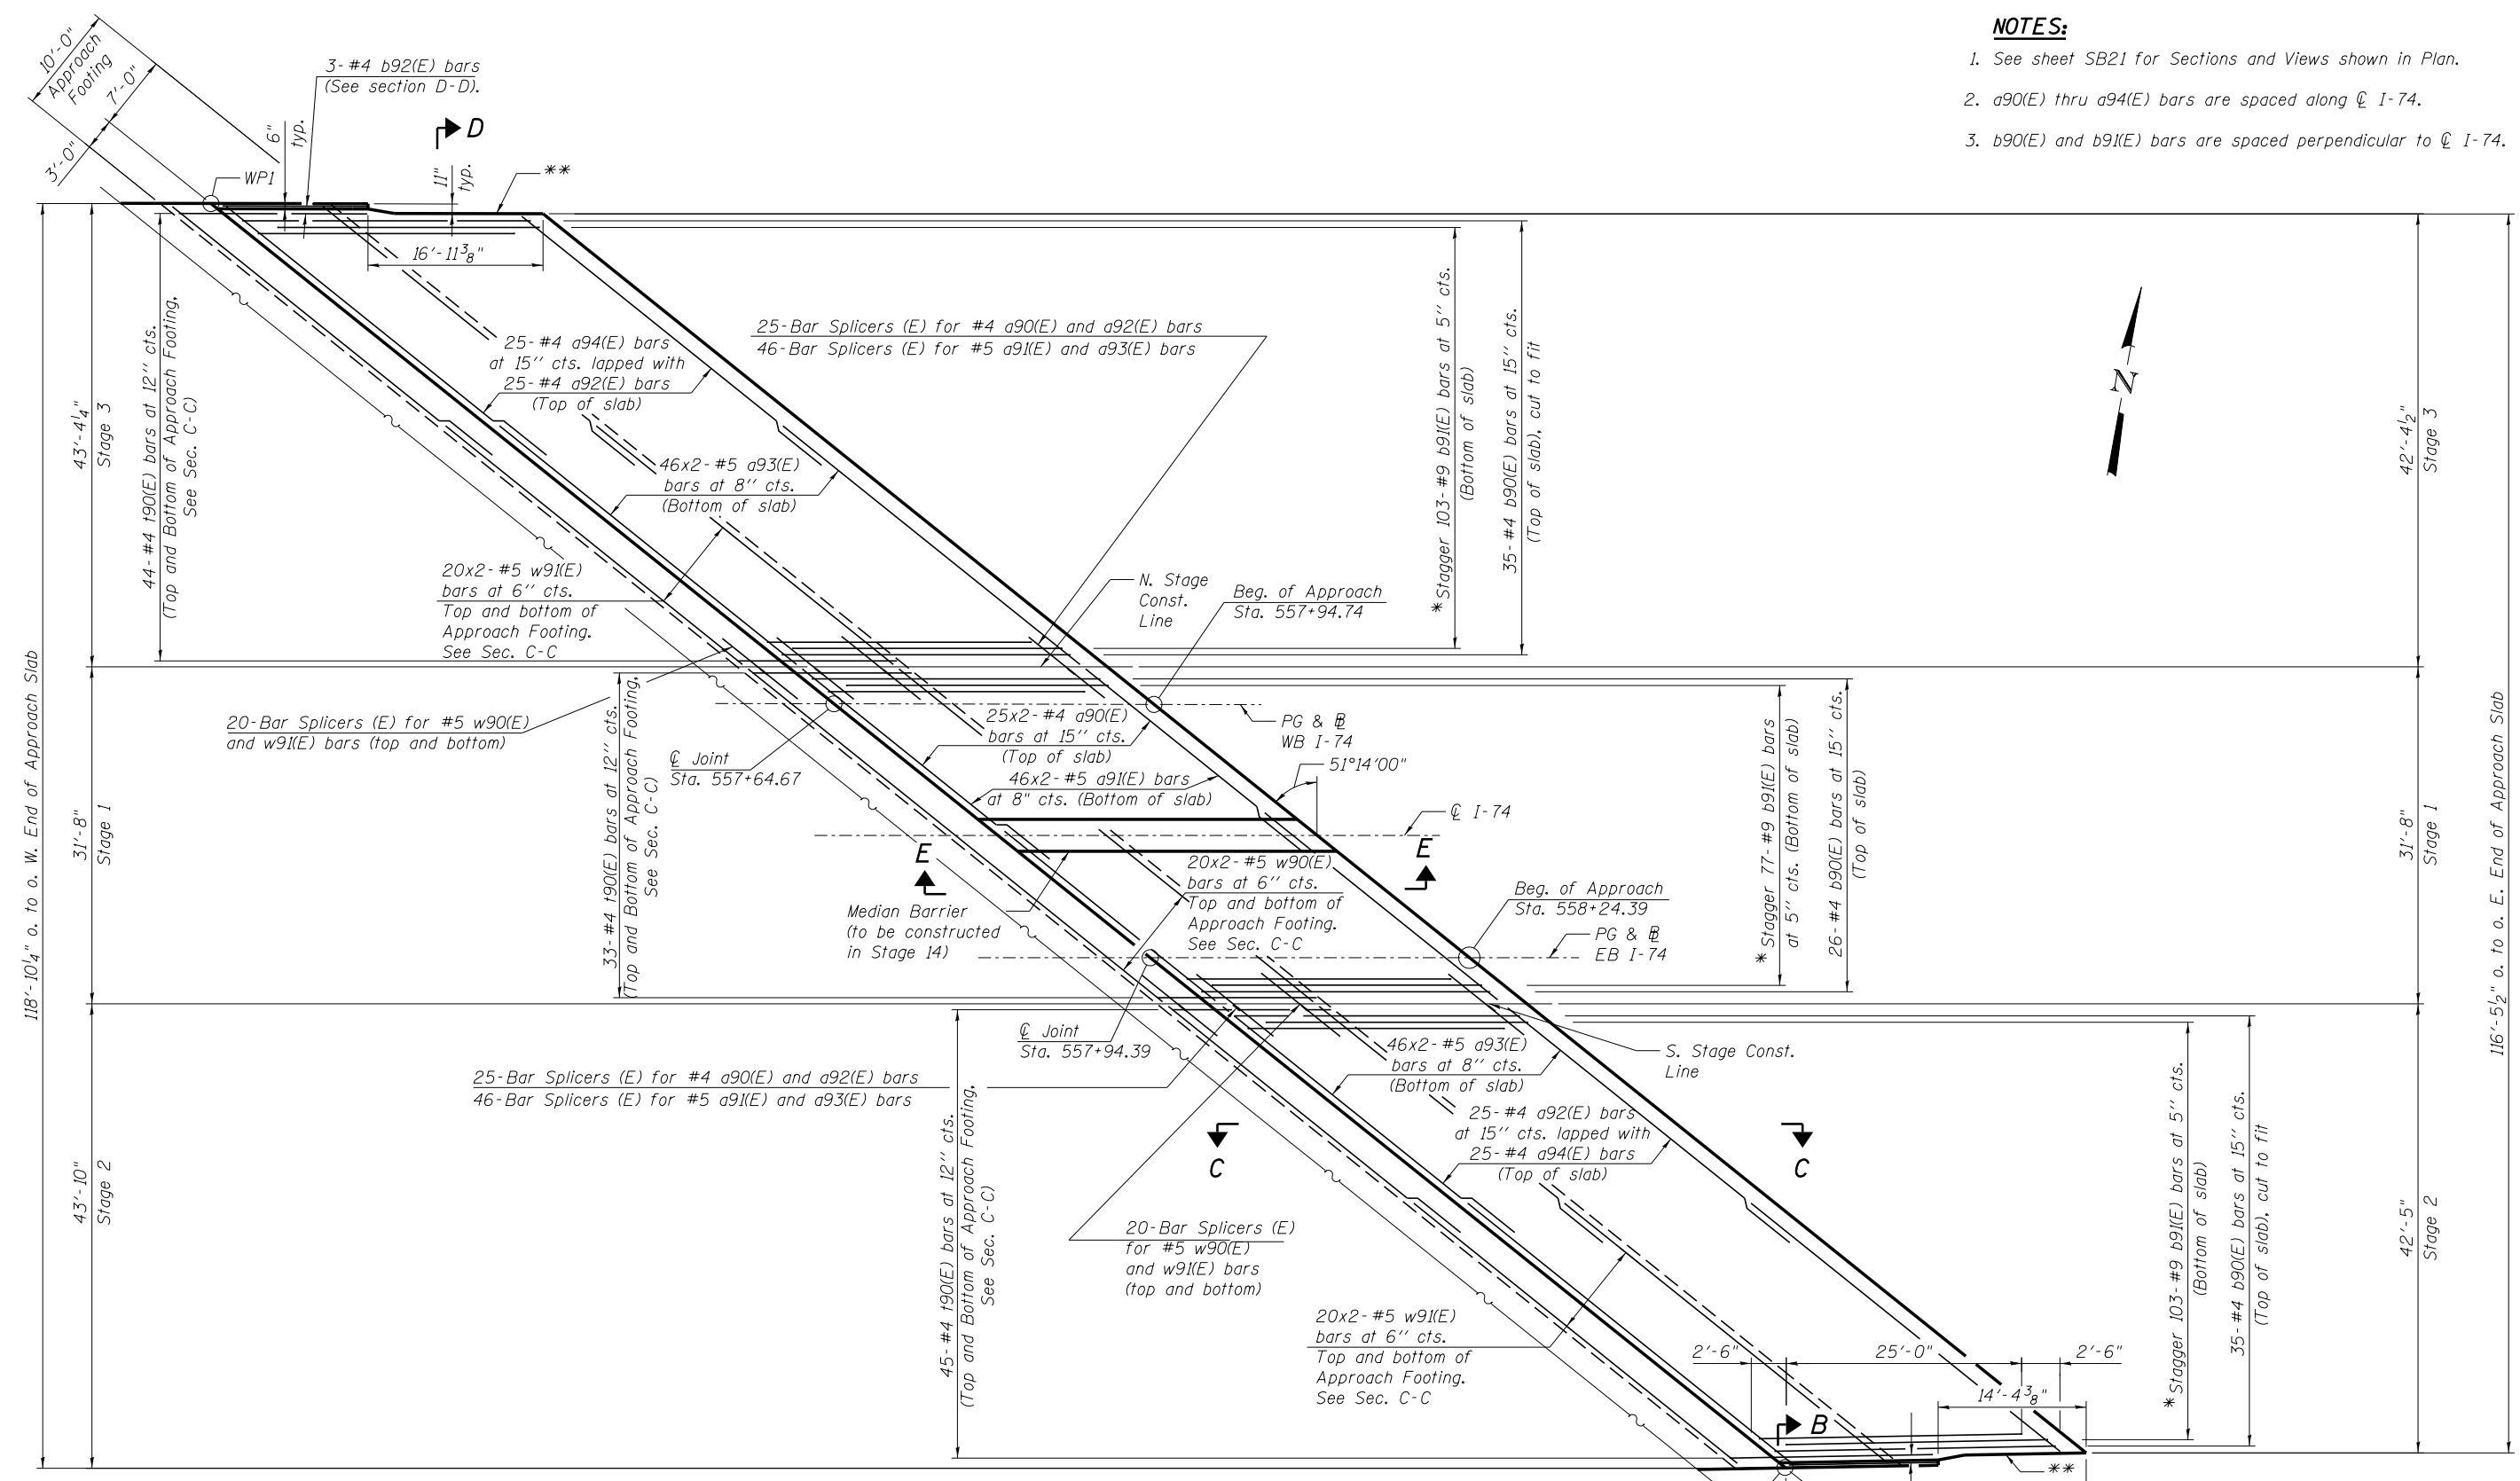 NOTES:
1. See sheet SB21 for Sections and Views shown in Plan.
2. a90(E) thru a94(E) bars are spaced along ℄ I-74.
3. b90(E) and b91(E) bars are spaced perpendicular to ℄ I-74.
10'-0"
Approach
Footing
7'-0"
3'-0"
3-#4 b92(E) bars
(See section D-D).
6"
typ.
D
11"
typ.
**
WP1
16'-11 3/8"
25-#4 a94(E) bars
at 15" cts. lapped with
25-#4 a92(E) bars
(Top of slab)
25-Bar Splicers (E) for #4 a90(E) and a92(E) bars
46-Bar Splicers (E) for #5 a91(E) and a93(E) bars
N
118'-10 1/4" o. to o. W. End of Approach Slab
43'-4 1/4"
Stage 3
44-#4 t90(E) bars at 12" cts.
(Top and Bottom of Approach Footing.
See Sec. C-C)
46x2-#5 a93(E)
bars at 8" cts.
(Bottom of slab)
*Stagger 103-#9 b91(E) bars at 5" cts.
(Bottom of slab)
35-#4 b90(E) bars at 15" cts.
(Top of slab), cut to fit
42'-4 1/2"
Stage 3
20x2-#5 w91(E)
bars at 6" cts.
Top and bottom of
Approach Footing.
See Sec. C-C
N. Stage
Const.
Line
Beg. of Approach
Sta. 557+94.74
20-Bar Splicers (E) for #5 w90(E)
and w91(E) bars (top and bottom)
31'-8"
Stage 1
33-#4 t90(E) bars at 12" cts.
(Top and Bottom of Approach Footing.
See Sec. C-C)
℄ Joint
Sta. 557+64.67
25x2-#4 a90(E)
bars at 15" cts.
(Top of slab)
46x2-#5 a91(E) bars
at 8" cts. (Bottom of slab)
PG & ⅊
WB I-74
51°14'00"
℄ I-74
E
E
*Stagger 77-#9 b91(E) bars
at 5" cts. (Bottom of slab)
26-#4 b90(E) bars at 15" cts.
(Top of slab)
31'-8"
Stage 1
116'-5 1/2" o. to o. E. End of Approach Slab
Median Barrier
(to be constructed
in Stage 14)
20x2-#5 w90(E)
bars at 6" cts.
Top and bottom of
Approach Footing.
See Sec. C-C
Beg. of Approach
Sta. 558+24.39
PG & ⅊
EB I-74
℄ Joint
Sta. 557+94.39
25-Bar Splicers (E) for #4 a90(E) and a92(E) bars
46-Bar Splicers (E) for #5 a91(E) and a93(E) bars
46x2-#5 a93(E)
bars at 8" cts.
(Bottom of slab)
S. Stage Const.
Line
43'-10"
Stage 2
45-#4 t90(E) bars at 12" cts.
(Top and Bottom of Approach Footing.
See Sec. C-C)
C
C
25-#4 a92(E) bars
at 15" cts. lapped with
25-#4 a94(E) bars
(Top of slab)
20-Bar Splicers (E)
for #5 w90(E)
and w91(E) bars
(top and bottom)
20x2-#5 w91(E)
bars at 6" cts.
Top and bottom of
Approach Footing.
See Sec. C-C
*Stagger 103-#9 b91(E) bars at 5" cts.
(Bottom of slab)
35-#4 b90(E) bars at 15" cts.
(Top of slab), cut to fit
42'-5"
Stage 2
2'-6"
25'-0"
2'-6"
14'-4 3/8"
B
**